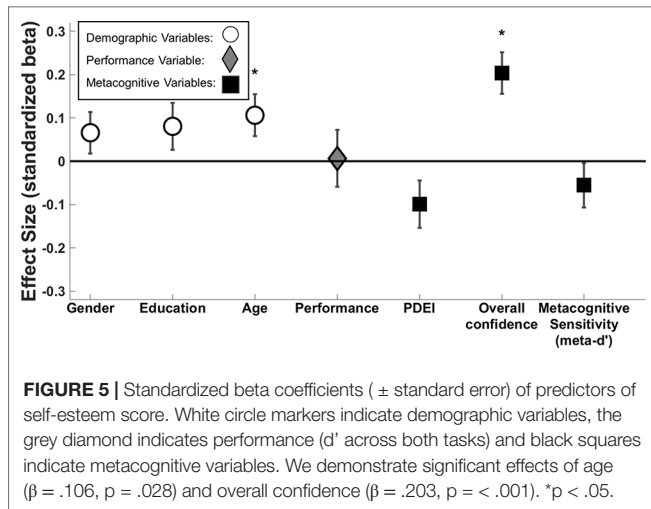 Effect Size (standardized beta)
0.3
0.2
0.1
0
-0.1
-0.2
-0.3
Demographic Variables:
Performance Variable:
Metacognitive Variables:
*
*
Gender Education Age Performance PDEI Overall confidence Metacognitive Sensitivity (meta-d')
FIGURE 5 | Standardized beta coefficients ( ± standard error) of predictors of
self-esteem score. White circle markers indicate demographic variables, the
grey diamond indicates performance (d' across both tasks) and black squares
indicate metacognitive variables. We demonstrate significant effects of age
(β = .106, p = .028) and overall confidence (β = .203, p = < .001). *p < .05.